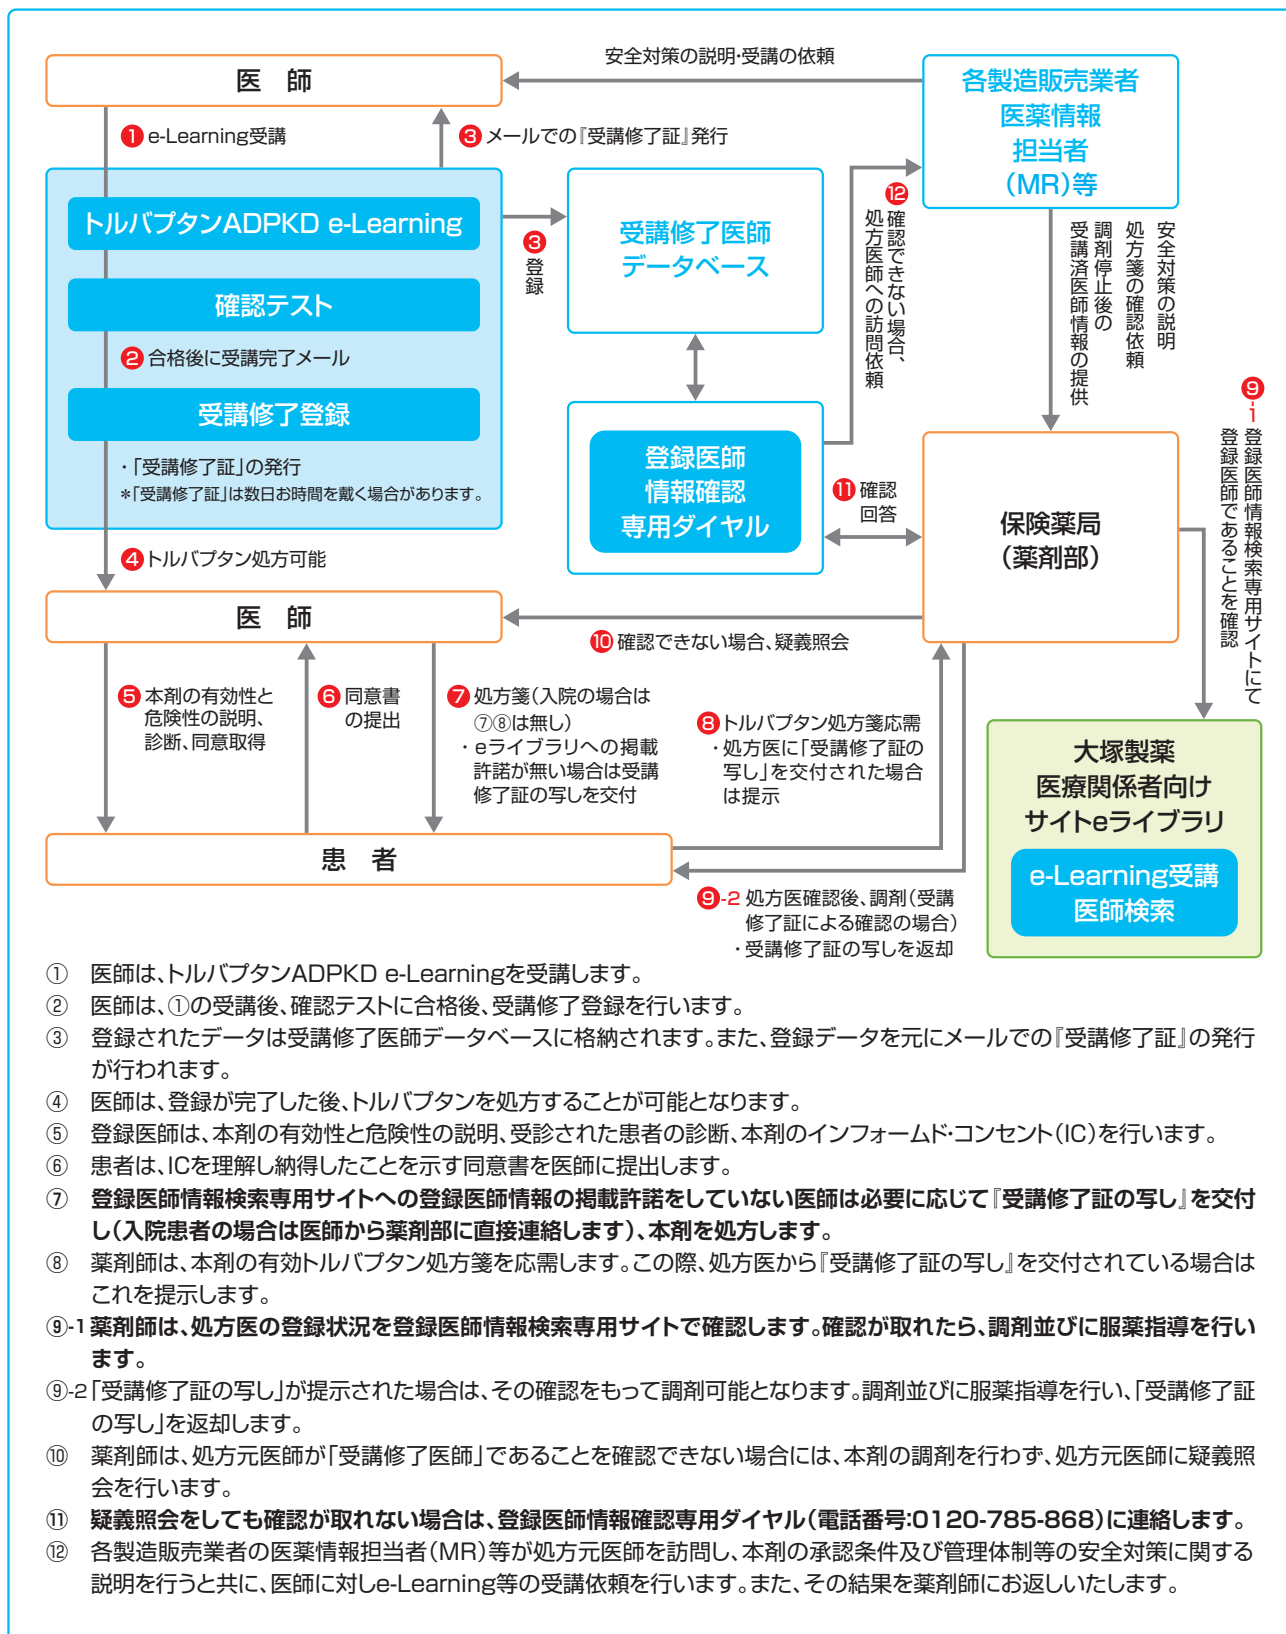 安全対策の説明・受講の依頼
医　師
各製造販売業者
医薬情報
担当者
（MR）等
❶ e-Learning受講
❸ メールでの『受講修了証』発行
トルバプタンADPKD e-Learning
確認テスト
❷ 合格後に受講完了メール
受講修了登録
・「受講修了証」の発行
＊「受講修了証」は数日お時間を戴く場合があります。
❸
登録
受講修了医師
データベース
⓬
確認できない場合、
処方医師への訪問依頼
安全対策の説明
処方箋の確認依頼
調剤停止後の
受講済医師情報の提供
登録医師
情報確認
専用ダイヤル
⓫ 確認
回答
保険薬局
（薬剤部）
❾-1 登録医師情報検索専用サイトにて
登録医師であることを確認
❹ トルバプタン処方可能
医　師
❿ 確認できない場合、疑義照会
❺ 本剤の有効性と
危険性の説明、
診断、同意取得
❻ 同意書
の提出
❼ 処方箋（入院の場合は
⑦⑧は無し）
・eライブラリへの掲載
許諾が無い場合は受講
修了証の写しを交付
❽ トルバプタン処方箋応需
・処方医に「受講修了証の
写し」を交付された場合
は提示
患　者
❾-2 処方医確認後、調剤（受講
修了証による確認の場合）
・受講修了証の写しを返却
大塚製薬
医療関係者向け
サイトeライブラリ
e-Learning受講
医師検索
①　医師は、トルバプタンADPKD e-Learningを受講します。
②　医師は、①の受講後、確認テストに合格後、受講修了登録を行います。
③　登録されたデータは受講修了医師データベースに格納されます。また、登録データを元にメールでの『受講修了証』の発行
が行われます。
④　医師は、登録が完了した後、トルバプタンを処方することが可能となります。
⑤　登録医師は、本剤の有効性と危険性の説明、受診された患者の診断、本剤のインフォームド・コンセント（IC）を行います。
⑥　患者は、ICを理解し納得したことを示す同意書を医師に提出します。
⑦　登録医師情報検索専用サイトへの登録医師情報の掲載許諾をしていない医師は必要に応じて『受講修了証の写し』を交付
し（入院患者の場合は医師から薬剤部に直接連絡します）、本剤を処方します。
⑧　薬剤師は、本剤の有効トルバプタン処方箋を応需します。この際、処方医から『受講修了証の写し』を交付されている場合は
これを提示します。
⑨-1 薬剤師は、処方医の登録状況を登録医師情報検索専用サイトで確認します。確認が取れたら、調剤並びに服薬指導を行い
ます。
⑨-2 「受講修了証の写し」が提示された場合は、その確認をもって調剤可能となります。調剤並びに服薬指導を行い、「受講修了証
の写し」を返却します。
⑩　薬剤師は、処方元医師が「受講修了医師」であることを確認できない場合には、本剤の調剤を行わず、処方元医師に疑義照
会を行います。
⑪　疑義照会をしても確認が取れない場合は、登録医師情報確認専用ダイヤル（電話番号:0120-785-868）に連絡します。
⑫　各製造販売業者の医薬情報担当者（MR）等が処方元医師を訪問し、本剤の承認条件及び管理体制等の安全対策に関する
説明を行うと共に、医師に対しe-Learning等の受講依頼を行います。また、その結果を薬剤師にお返しいたします。